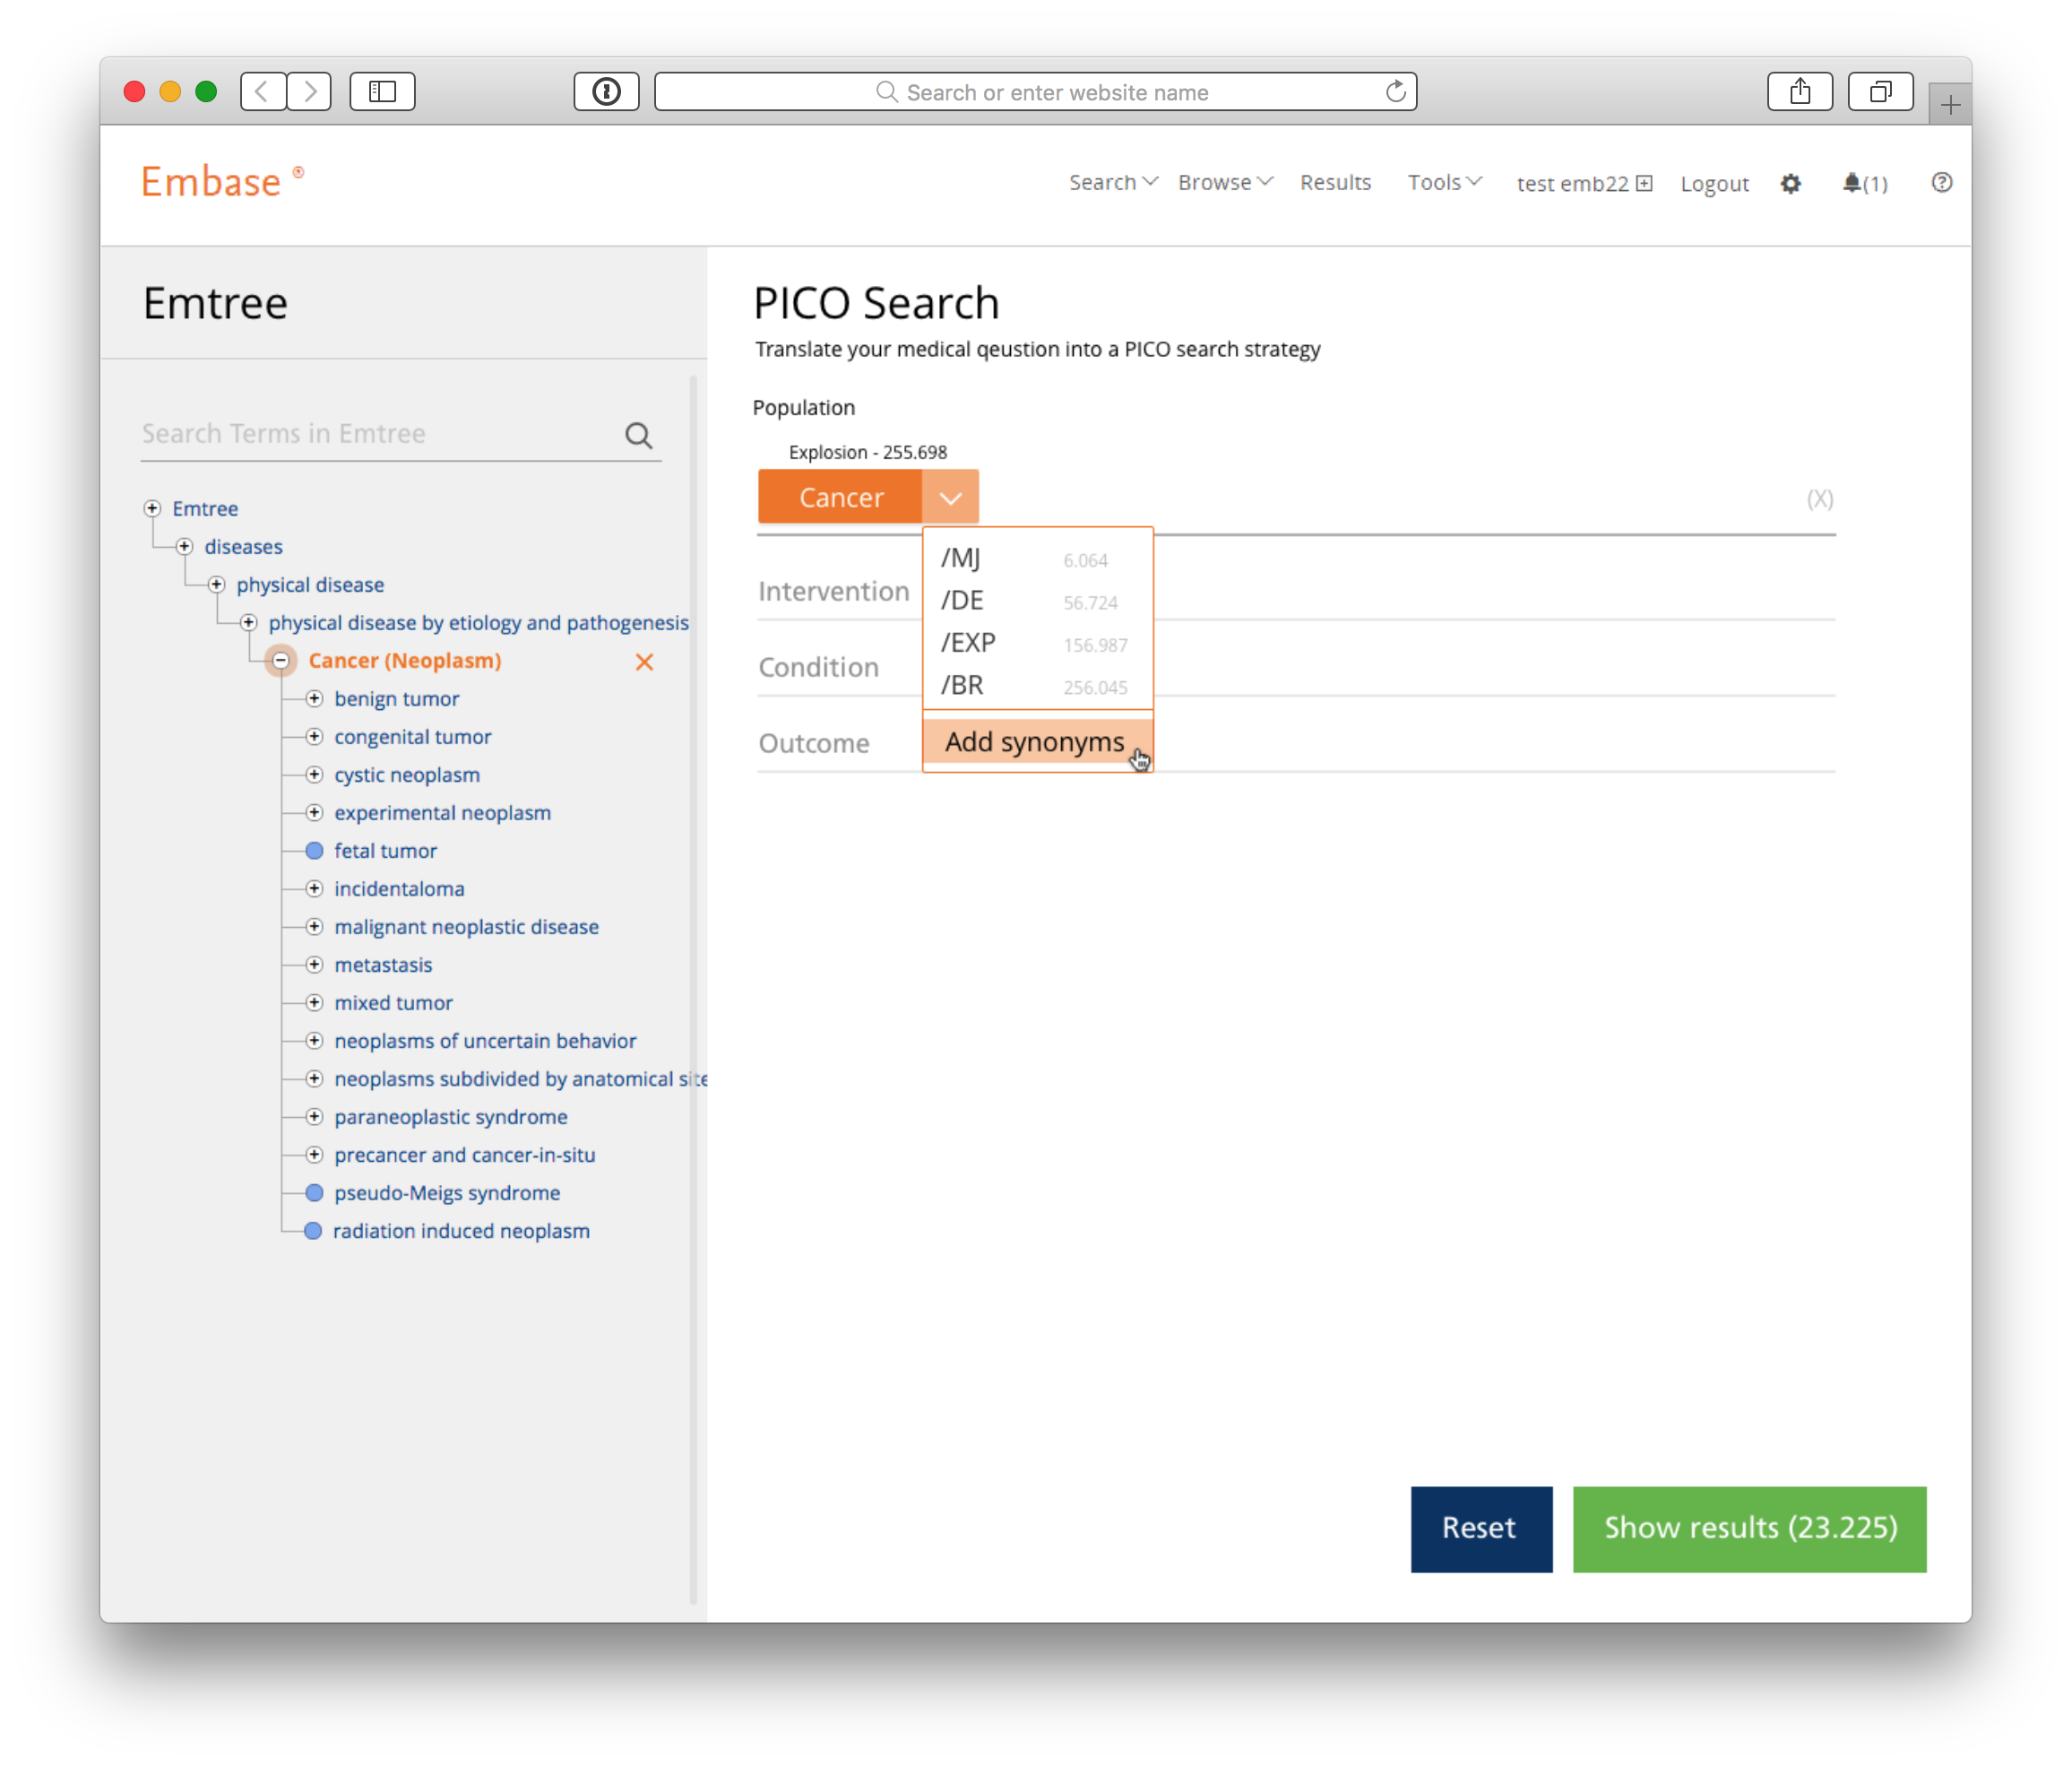 Search or enter website name
Embase ®
Search Browse Results Tools test emb22 Logout (1)
Emtree
Search Terms in Emtree
Emtree
diseases
physical disease
physical disease by etiology and pathogenesis
Cancer (Neoplasm)
benign tumor
congenital tumor
cystic neoplasm
experimental neoplasm
fetal tumor
incidentaloma
malignant neoplastic disease
metastasis
mixed tumor
neoplasms of uncertain behavior
neoplasms subdivided by anatomical site
paraneoplastic syndrome
precancer and cancer-in-situ
pseudo-Meigs syndrome
radiation induced neoplasm
PICO Search
Translate your medical qeustion into a PICO search strategy
Population
Explosion - 255.698
Cancer
(X)
/MJ 6.064
/DE 56.724
/EXP 156.987
/BR 256.045
Add synonyms
Intervention
Condition
Outcome
Reset
Show results (23.225)